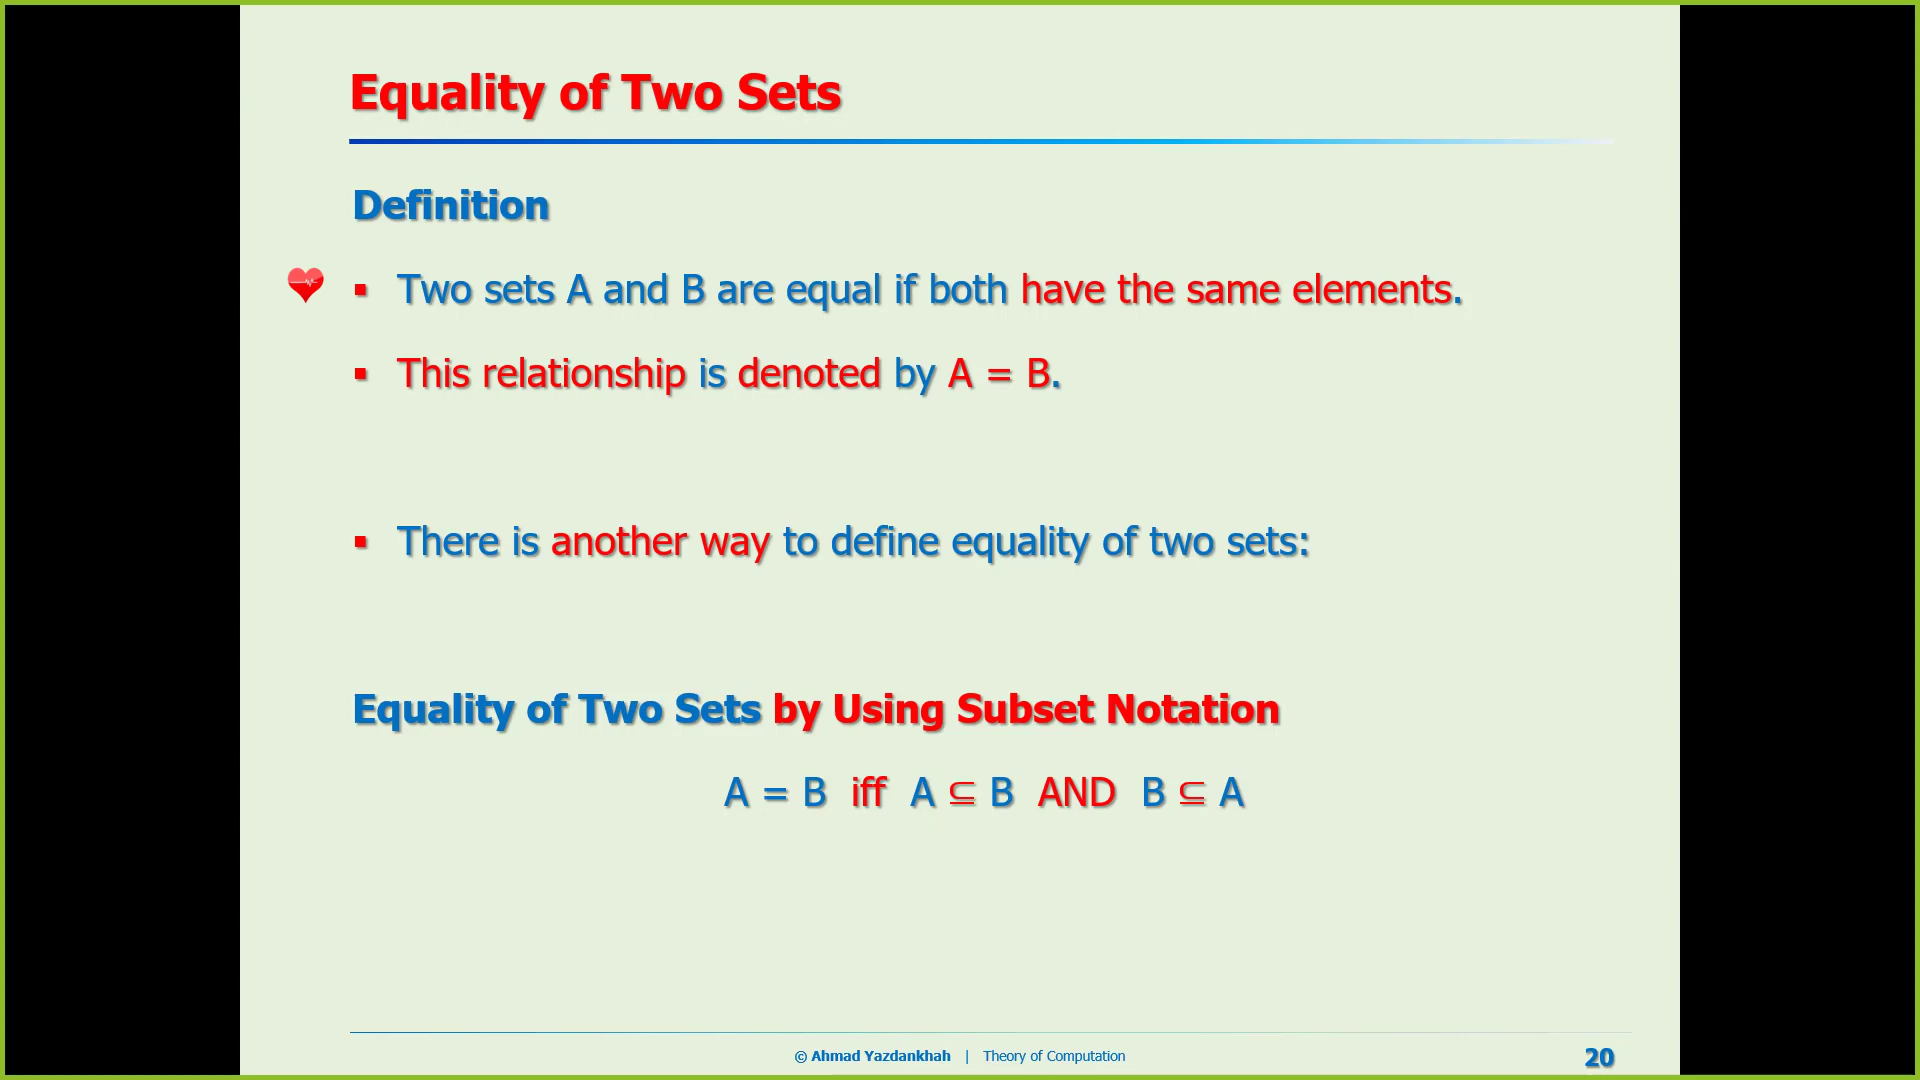 Equality of Two Sets
Definition
▪ Two sets A and B are equal if both have the same elements.
▪ This relationship is denoted by A = B.
▪ There is another way to define equality of two sets:
Equality of Two Sets by Using Subset Notation
A = B iff A ⊆ B AND B ⊆ A
© Ahmad Yazdankhah | Theory of Computation
20